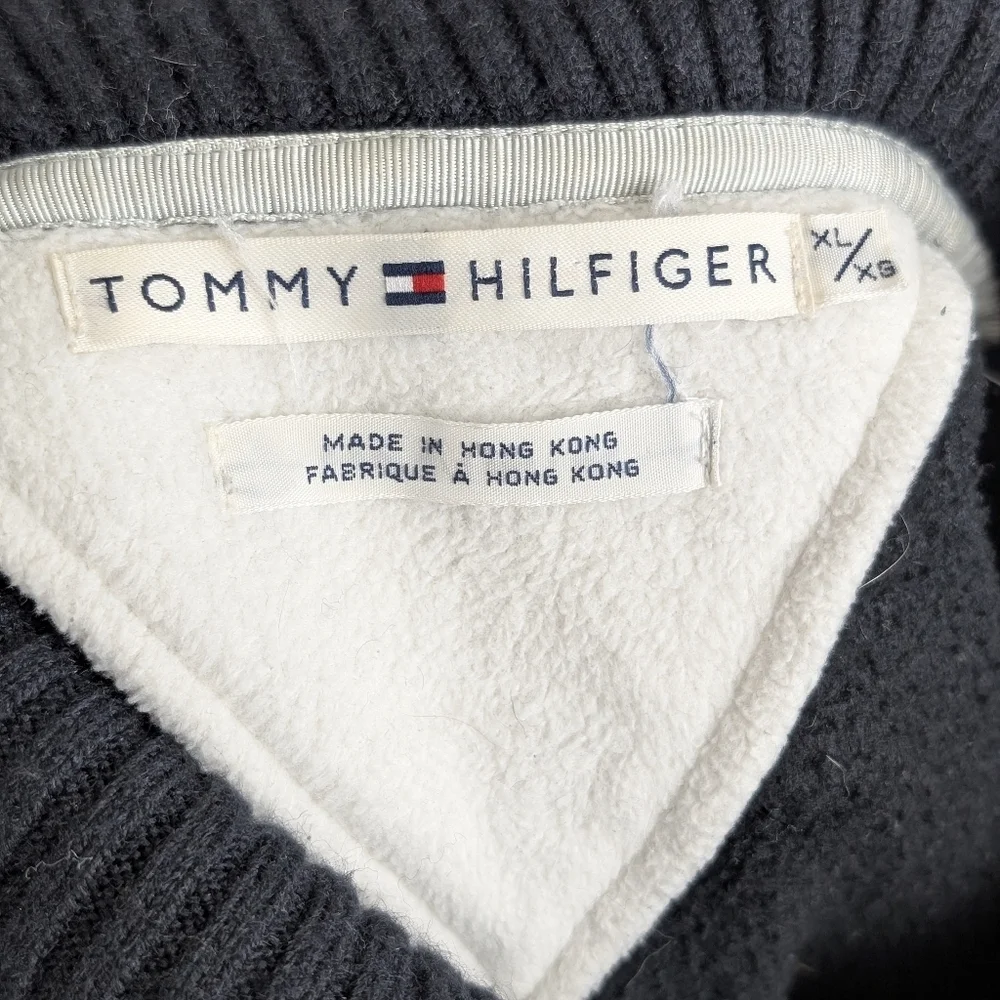 TOMMY HILFIGER
XL/XG
MADE IN HONG KONG
FABRIQUE À HONG KONG